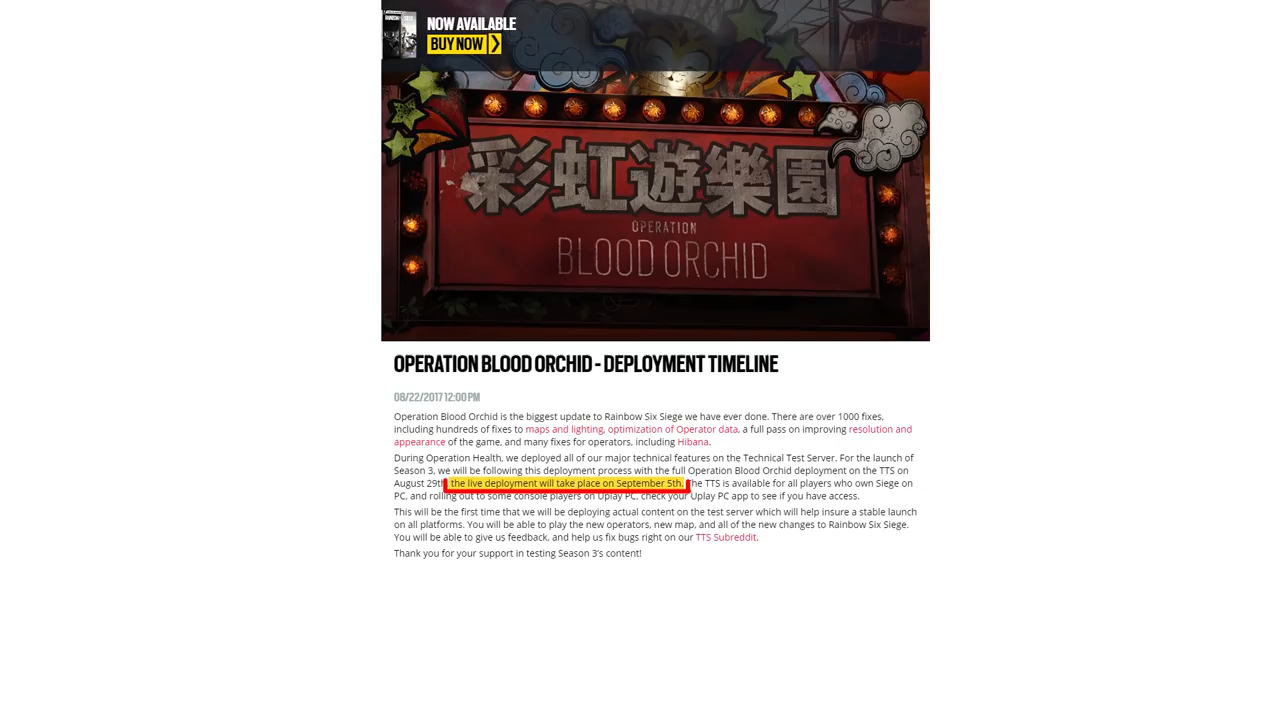 NOW AVAILABLE
BUY NOW
彩虹遊樂園
OPERATION
BLOOD ORCHID
OPERATION BLOOD ORCHID - DEPLOYMENT TIMELINE
08/22/2017 12:00 PM
Operation Blood Orchid is the biggest update to Rainbow Six Siege we have ever done. There are over 1000 fixes,
including hundreds of fixes to maps and lighting, optimization of Operator data, a full pass on improving resolution and
appearance of the game, and many fixes for operators, including Hibana.
During Operation Health, we deployed all of our major technical features on the Technical Test Server. For the launch of
Season 3, we will be following this deployment process with the full Operation Blood Orchid deployment on the TTS on
August 29th the live deployment will take place on September 5th. The TTS is available for all players who own Siege on
PC, and rolling out to some console players on Uplay PC, check your Uplay PC app to see if you have access.
This will be the first time that we will be deploying actual content on the test server which will help insure a stable launch
on all platforms. You will be able to play the new operators, new map, and all of the new changes to Rainbow Six Siege.
You will be able to give us feedback, and help us fix bugs right on our TTS Subreddit.
Thank you for your support in testing Season 3's content!